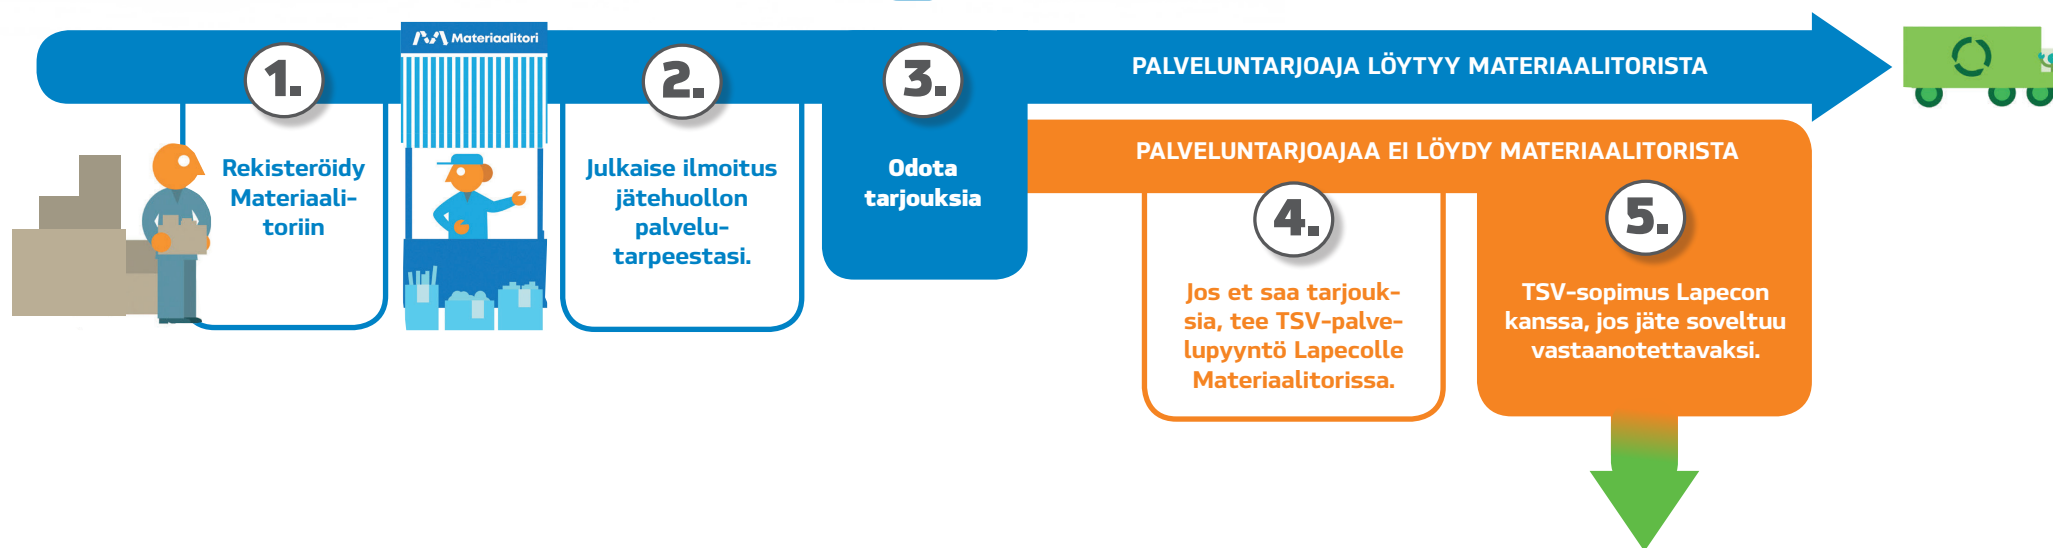 Materiaalitori
1.
Rekisteröidy
Materiaali-
toriin
2.
Julkaise ilmoitus
jätehuollon
palvelu-
tarpeestasi.
3.
Odota
tarjouksia
PALVELUNTARJOAJA LÖYTYY MATERIAALITORISTA
PALVELUNTARJOAJAA EI LÖYDY MATERIAALITORISTA
4.
Jos et saa tarjouk-
sia, tee TSV-palve-
lupyyntö Lapecolle
Materiaalitorissa.
5.
TSV-sopimus Lapecon
kanssa, jos jäte soveltuu
vastaanotettavaksi.